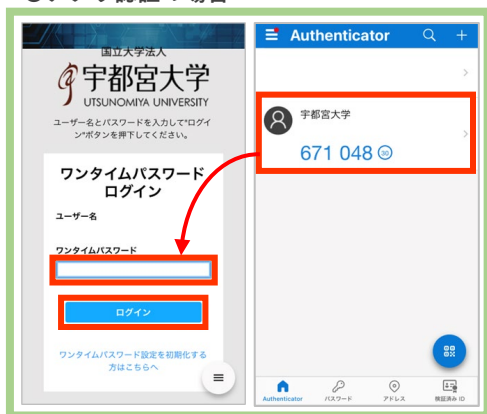 国立大学法人
宇都宮大学
UTSUNOMIYA UNIVERSITY
ユーザー名とパスワードを入力して"ログイ
ン"ボタンを押下してください。
ワンタイムパスワード
ログイン
ユーザー名
ワンタイムパスワード
ログイン
ワンタイムパスワード設定を初期化する
方はこちらへ
Authenticator
宇都宮大学
671 048 30
Authenticator
パスワード
アドレス
検証済み ID